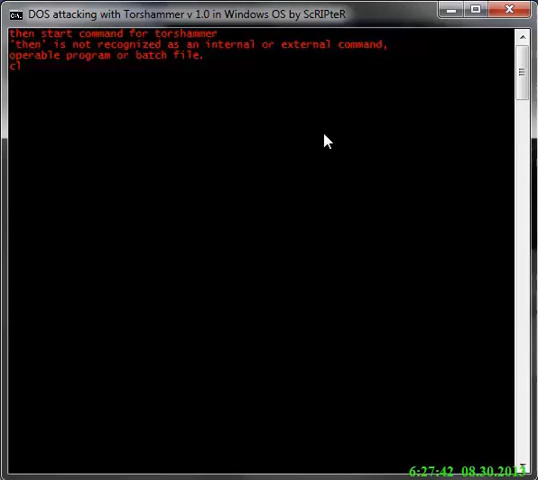 DOS attacking with Torshammer v 1.0 in Windows OS by ScRIPteR
then start command for torshammer
'then' is not recognized as an internal or external command,
operable program or batch file.
cl
6:27:42 08.30.2013